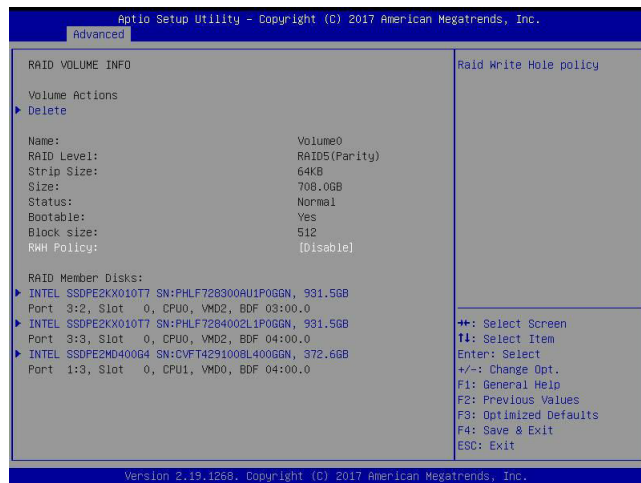 Aptio Setup Utility – Copyright (C) 2017 American Megatrends, Inc.
Advanced
RAID VOLUME INFO
Volume Actions
Delete
Name: Volume0
RAID Level: RAID5(Parity)
Strip Size: 64KB
Size: 708.0GB
Status: Normal
Bootable: Yes
Block size: 512
RWH Policy: [Disable]
RAID Member Disks:
INTEL SSDPE2KX010T7 SN:PHLF728300AU1P0GGN, 931.5GB
Port 3:2, Slot 0, CPU0, VMD2, BDF 03:00.0
INTEL SSDPE2KX010T7 SN:PHLF7284002L1P0GGN, 931.5GB
Port 3:3, Slot 0, CPU0, VMD2, BDF 04:00.0
INTEL SSDPE2MD400G4 SN:CVFT4291008L400GGN, 372.6GB
Port 1:3, Slot 0, CPU1, VMD0, BDF 04:00.0
Raid Write Hole policy
→←: Select Screen
↑↓: Select Item
Enter: Select
+/-: Change Opt.
F1: General Help
F2: Previous Values
F3: Optimized Defaults
F4: Save & Exit
ESC: Exit
Version 2.19.1268. Copyright (C) 2017 American Megatrends, Inc.